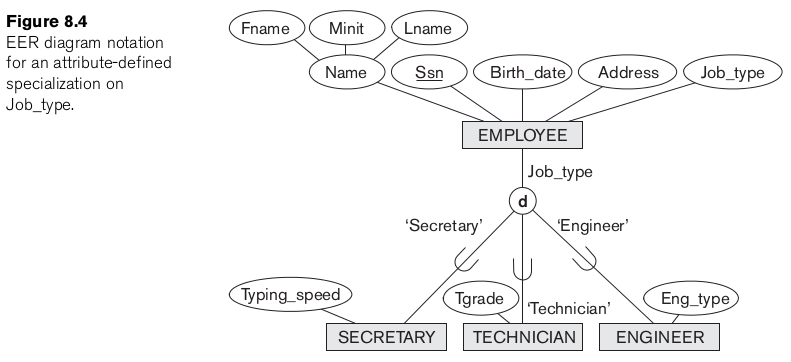 Figure 8.4
EER diagram notation
for an attribute-defined
specialization on
Job_type.
Fname
Minit
Lname
Name
Ssn
Birth_date
Address
Job_type
EMPLOYEE
Job_type
d
‘Secretary’
‘Engineer’
Typing_speed
Tgrade
‘Technician’
Eng_type
SECRETARY
TECHNICIAN
ENGINEER